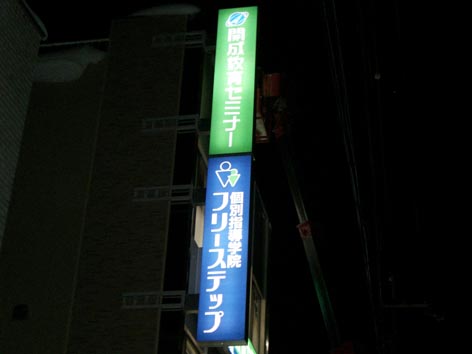 開成教育セミナー
個別指導学院
フリーステップ